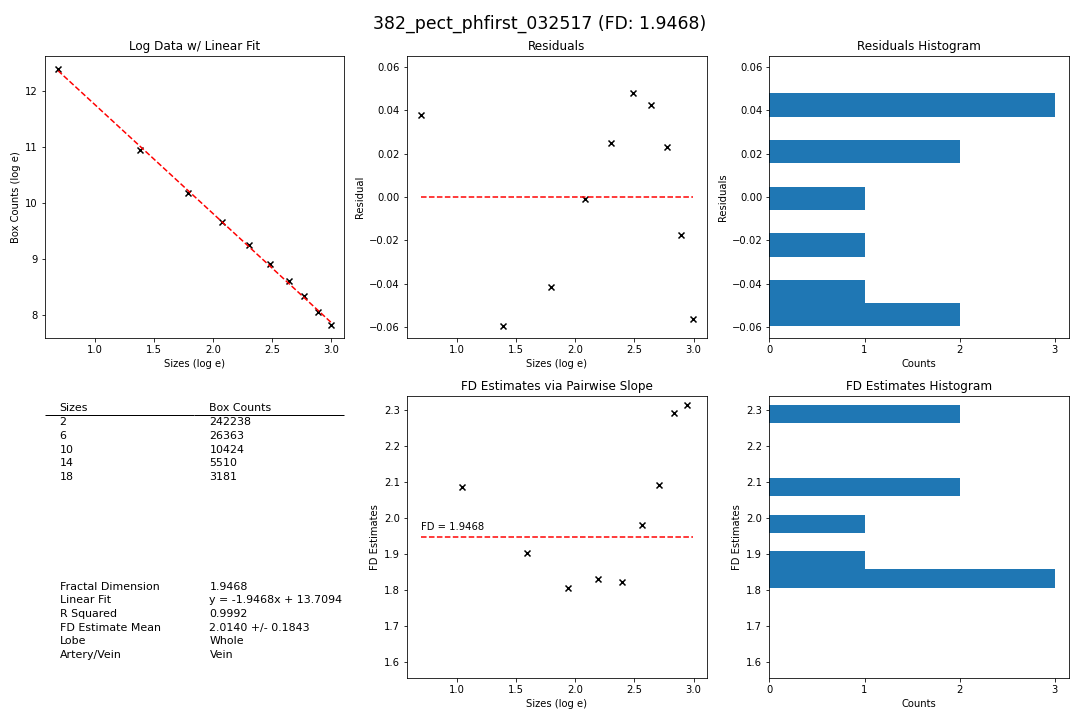 382_pect_phfirst_032517 (FD: 1.9468)
Log Data w/ Linear Fit
12
11
10
9
8
Box Counts (log e)
1.0 1.5 2.0 2.5 3.0
Sizes (log e)
Residuals
0.06
0.04
0.02
0.00
−0.02
−0.04
−0.06
Residual
1.0 1.5 2.0 2.5 3.0
Sizes (log e)
Residuals Histogram
0.06
0.04
0.02
0.00
−0.02
−0.04
−0.06
Residuals
0 1 2 3
Counts
Sizes Box Counts
2 242238
6 26363
10 10424
14 5510
18 3181
Fractal Dimension 1.9468
Linear Fit y = -1.9468x + 13.7094
R Squared 0.9992
FD Estimate Mean 2.0140 +/- 0.1843
Lobe Whole
Artery/Vein Vein
FD Estimates via Pairwise Slope
2.3
2.2
2.1
2.0
1.9
1.8
1.7
1.6
FD Estimates
FD = 1.9468
1.0 1.5 2.0 2.5 3.0
Sizes (log e)
FD Estimates Histogram
2.3
2.2
2.1
2.0
1.9
1.8
1.7
1.6
FD Estimates
0 1 2 3
Counts